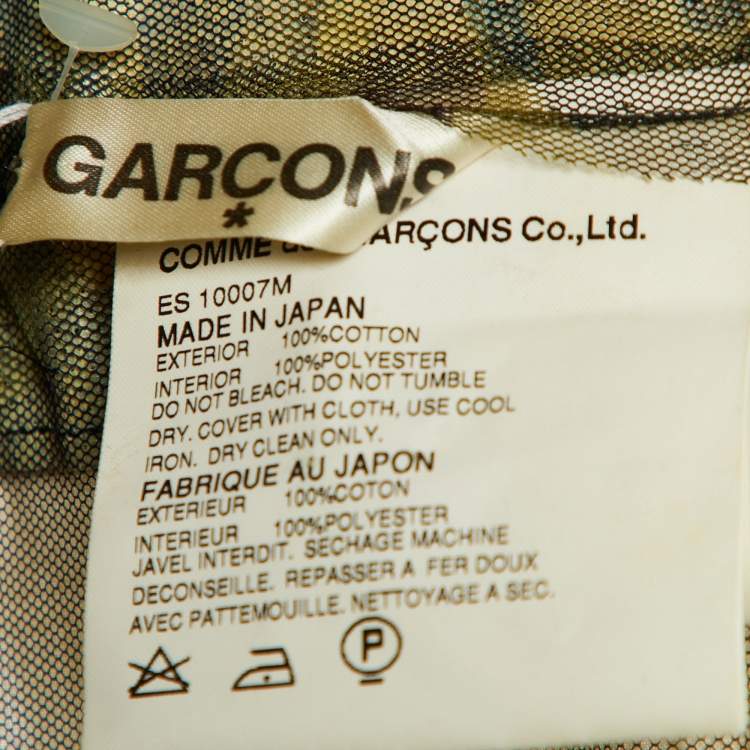 GARCONS
*
COMME GARÇONS Co.,Ltd.
ES 10007M
MADE IN JAPAN
EXTERIOR 100%COTTON
INTERIOR 100%POLYESTER
DO NOT BLEACH. DO NOT TUMBLE
DRY. COVER WITH CLOTH, USE COOL
IRON. DRY CLEAN ONLY.
FABRIQUE AU JAPON
EXTERIEUR 100%COTON
INTERIEUR 100%POLYESTER
JAVEL INTERDIT. SECHAGE MACHINE
DECONSEILLE. REPASSER A FER DOUX
AVEC PATTEMOUILLE. NETTOYAGE A SEC.
P